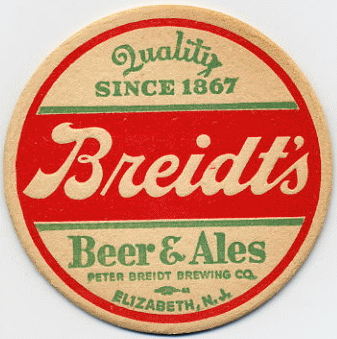 Quality
SINCE 1867
Breidt's
Beer & Ales
PETER BREIDT BREWING CO.
ELIZABETH, N.J.